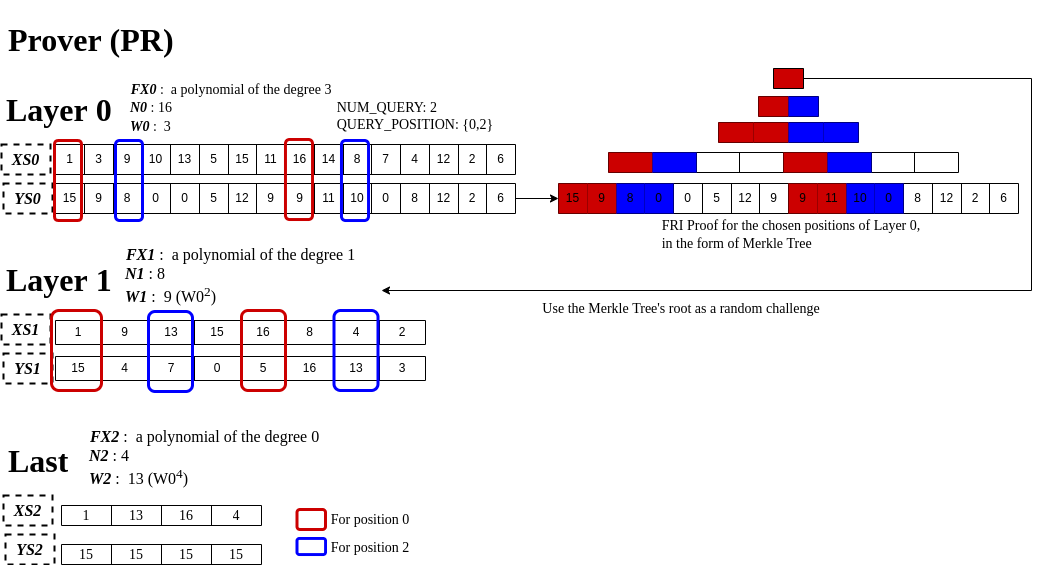 Prover (PR)
Layer 0
FX0 : a polynomial of the degree 3
N0 : 16
W0 : 3
NUM_QUERY: 2
QUERY_POSITION: {0,2}
XS0 1 3 9 10 13 5 15 11 16 14 8 7 4 12 2 6
YS0 15 9 8 0 0 5 12 9 9 11 10 0 8 12 2 6
15 9 8 0 0 5 12 9 9 11 10 0 8 12 2 6
FRI Proof for the chosen positions of Layer 0,
in the form of Merkle Tree
Layer 1
FX1 : a polynomial of the degree 1
N1 : 8
W1 : 9 (W0²)
Use the Merkle Tree's root as a random challenge
XS1 1 9 13 15 16 8 4 2
YS1 15 4 7 0 5 16 13 3
Last
FX2 : a polynomial of the degree 0
N2 : 4
W2 : 13 (W0⁴)
XS2 1 13 16 4
YS2 15 15 15 15
For position 0
For position 2